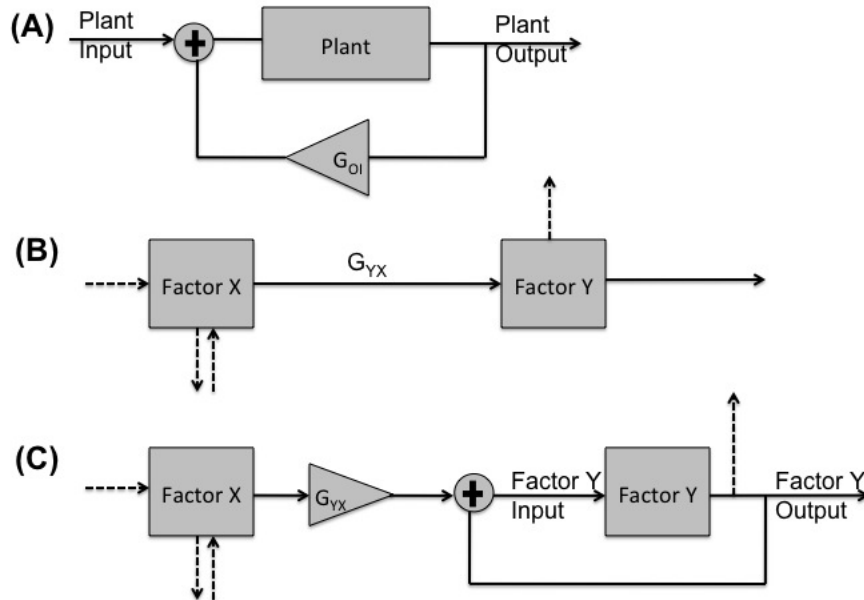 (A)
Plant
Input
+
Plant
Plant
Output
G_OI
(B)
Factor X
G_YX
Factor Y
(C)
Factor X
G_YX
+
Factor Y
Input
Factor Y
Factor Y
Output